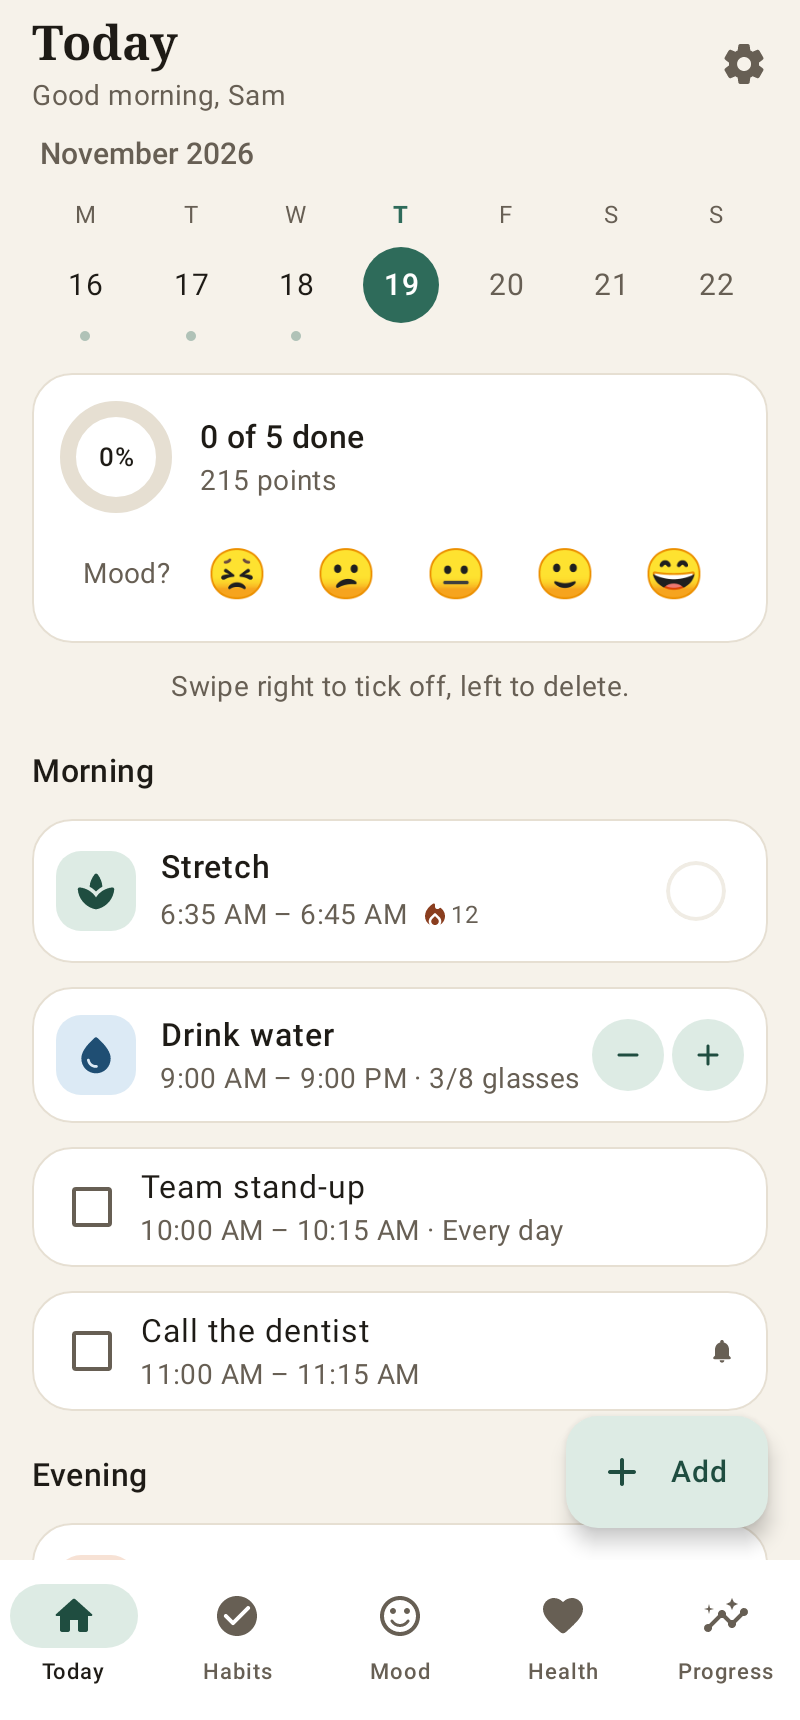 Today
Good morning, Sam
November 2026
M T W T F S S
16 17 18 19 20 21 22
0%
0 of 5 done
215 points
Mood?
Swipe right to tick off, left to delete.
Morning
Stretch
6:35 AM – 6:45 AM 12
Drink water
9:00 AM – 9:00 PM · 3/8 glasses
Team stand-up
10:00 AM – 10:15 AM · Every day
Call the dentist
11:00 AM – 11:15 AM
Evening
Add
Today Habits Mood Health Progress